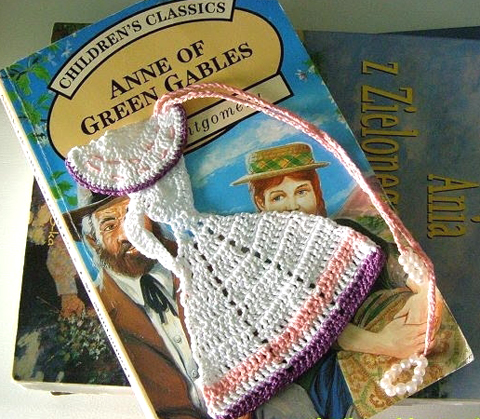 CHILDREN'S CLASSICS
ANNE OF
GREEN GABLES
Ania
z Zielone